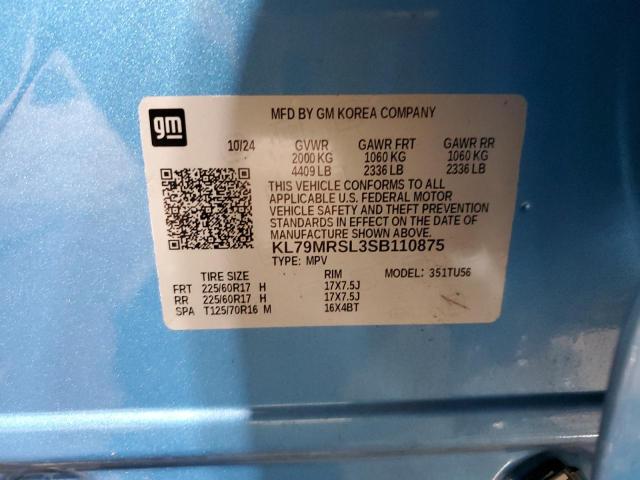 gm
MFD BY GM KOREA COMPANY
10/24 GVWR GAWR FRT GAWR RR
2000 KG 1060 KG 1060 KG
4409 LB 2336 LB 2336 LB
THIS VEHICLE CONFORMS TO ALL
APPLICABLE U.S. FEDERAL MOTOR
VEHICLE SAFETY AND THEFT PREVENTION
STANDARDS IN EFFECT ON THE DATE OF
MANUFACTURE SHOWN ABOVE.
KL79MRSL3SB110875
TYPE: MPV
TIRE SIZE RIM MODEL: 351TU56
FRT 225/60R17 H 17X7.5J
RR 225/60R17 H 17X7.5J
SPA T125/70R16 M 16X4BT